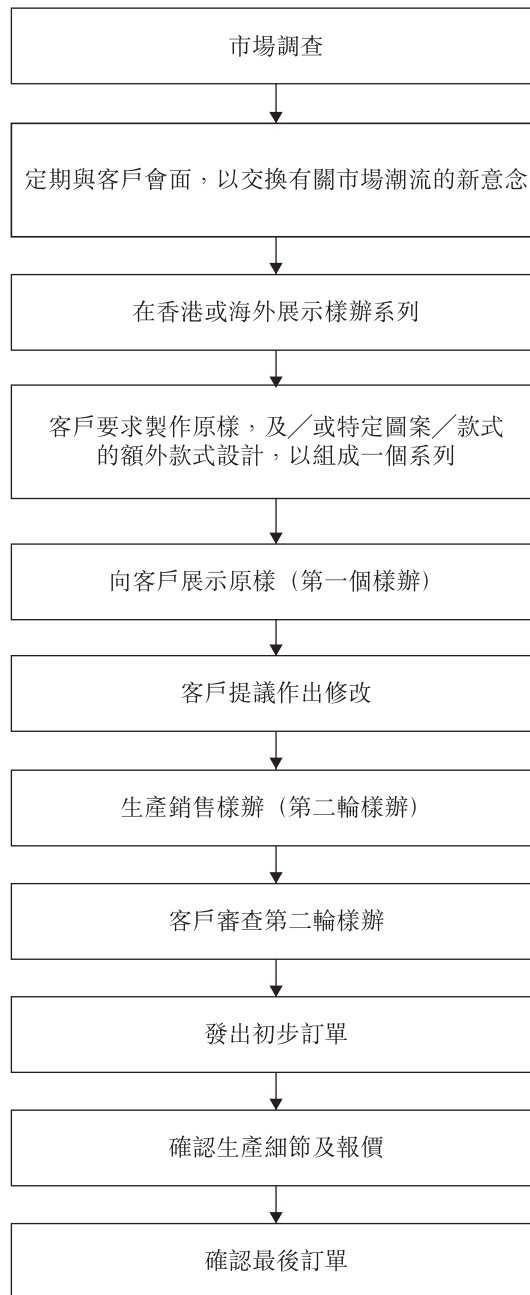 市場調查
定期與客戶會面，以交換有關市場潮流的新意念
在香港或海外展示樣辦系列
客戶要求製作原樣，及／或特定圖案／款式
的額外款式設計，以組成一個系列
向客戶展示原樣（第一個樣辦）
客戶提議作出修改
生產銷售樣辦（第二輪樣辦）
客戶審查第二輪樣辦
發出初步訂單
確認生產細節及報價
確認最後訂單